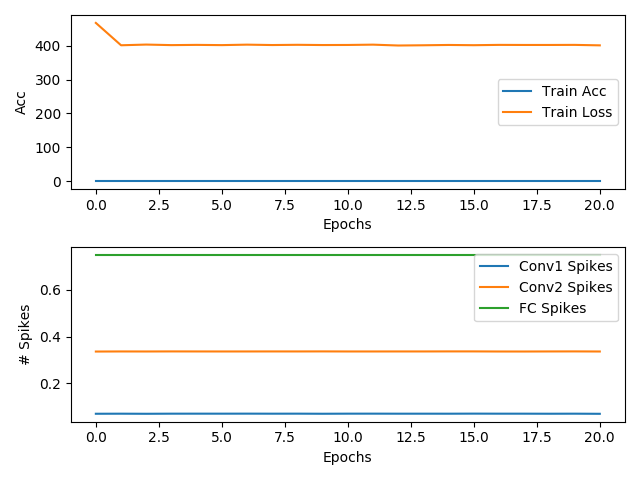 400
300
200
100
0
Acc
Train Acc
Train Loss
0.0 2.5 5.0 7.5 10.0 12.5 15.0 17.5 20.0
Epochs
0.6
0.4
0.2
# Spikes
Conv1 Spikes
Conv2 Spikes
FC Spikes
0.0 2.5 5.0 7.5 10.0 12.5 15.0 17.5 20.0
Epochs